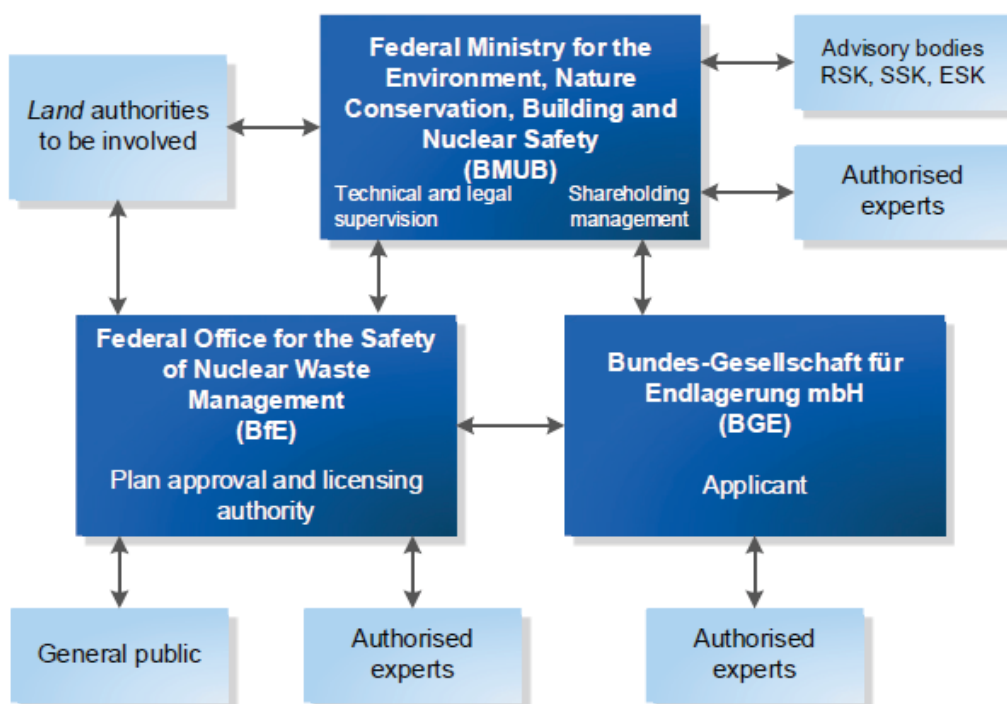 Federal Ministry for the
Environment, Nature
Conservation, Building and
Nuclear Safety
(BMUB)
Technical and legal
supervision
Shareholding
management
Advisory bodies
RSK, SSK, ESK
Land authorities
to be involved
Authorised
experts
Federal Office for the Safety
of Nuclear Waste
Management
(BfE)
Plan approval and licensing
authority
Bundes-Gesellschaft für
Endlagerung mbH
(BGE)
Applicant
General public
Authorised
experts
Authorised
experts